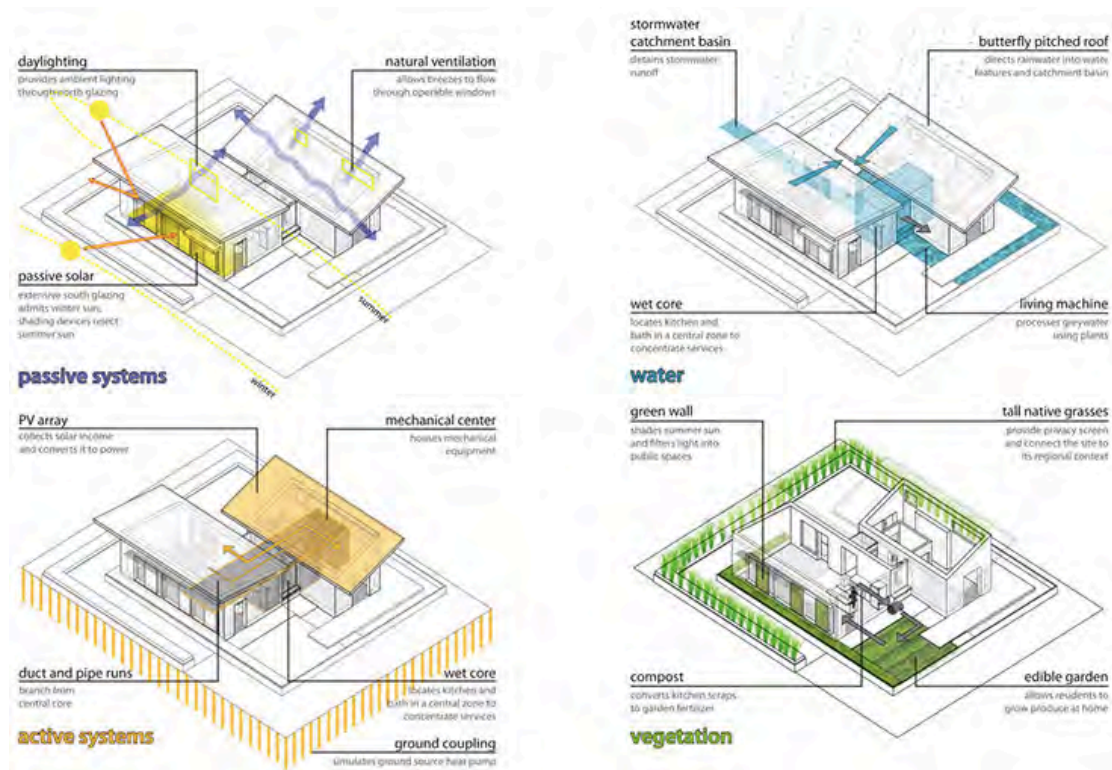 daylighting
provides ambient lighting
through north glazing
natural ventilation
allows breezes to flow
through operable windows
passive solar
extensive south glazing
admits winter sun,
shading devices reject
summer sun
summer
winter
passive systems
stormwater
catchment basin
detains stormwater
runoff
butterfly pitched roof
directs rainwater into water
features and catchment basin
wet core
locates kitchen and
bath in a central zone to
concentrate services
living machine
processes greywater
using plants
water
PV array
collects solar income
and converts it to power
mechanical center
houses mechanical
equipment
duct and pipe runs
branch from
central core
wet core
locates kitchen and
bath in a central zone to
concentrate services
active systems
ground coupling
simulates ground source heat pump
green wall
shades summer sun
and filters light into
public spaces
tall native grasses
provide privacy screen
and connect the site to
its regional context
compost
converts kitchen scraps
to garden fertilizer
edible garden
allows residents to
grow produce at home
vegetation